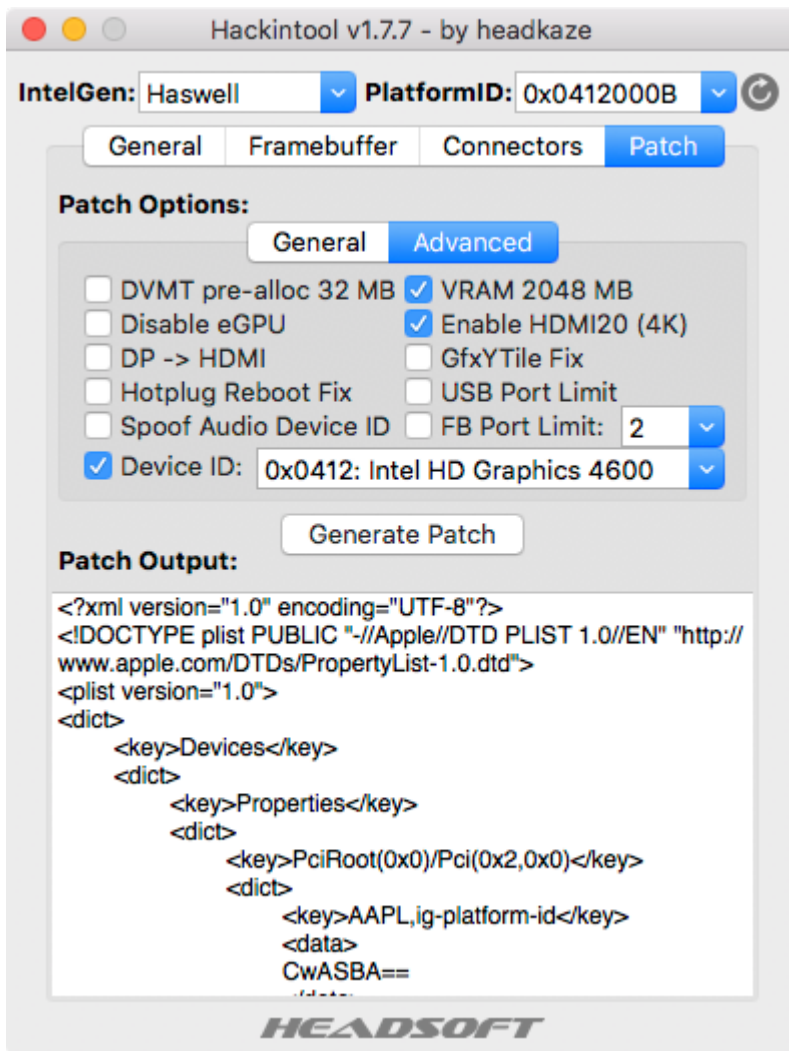 Hackintool v1.7.7 - by headkaze
IntelGen: Haswell PlatformID: 0x0412000B
General Framebuffer Connectors Patch
Patch Options:
General Advanced
DVMT pre-alloc 32 MB VRAM 2048 MB
Disable eGPU Enable HDMI20 (4K)
DP -> HDMI GfxYTile Fix
Hotplug Reboot Fix USB Port Limit
Spoof Audio Device ID FB Port Limit: 2
Device ID: 0x0412: Intel HD Graphics 4600
Generate Patch
Patch Output:
<?xml version="1.0" encoding="UTF-8"?>
<!DOCTYPE plist PUBLIC "-//Apple//DTD PLIST 1.0//EN" "http://
www.apple.com/DTDs/PropertyList-1.0.dtd">
<plist version="1.0">
<dict>
<key>Devices</key>
<dict>
<key>Properties</key>
<dict>
<key>PciRoot(0x0)/Pci(0x2,0x0)</key>
<dict>
<key>AAPL,ig-platform-id</key>
<data>
CwASBA==
HEADSOFT